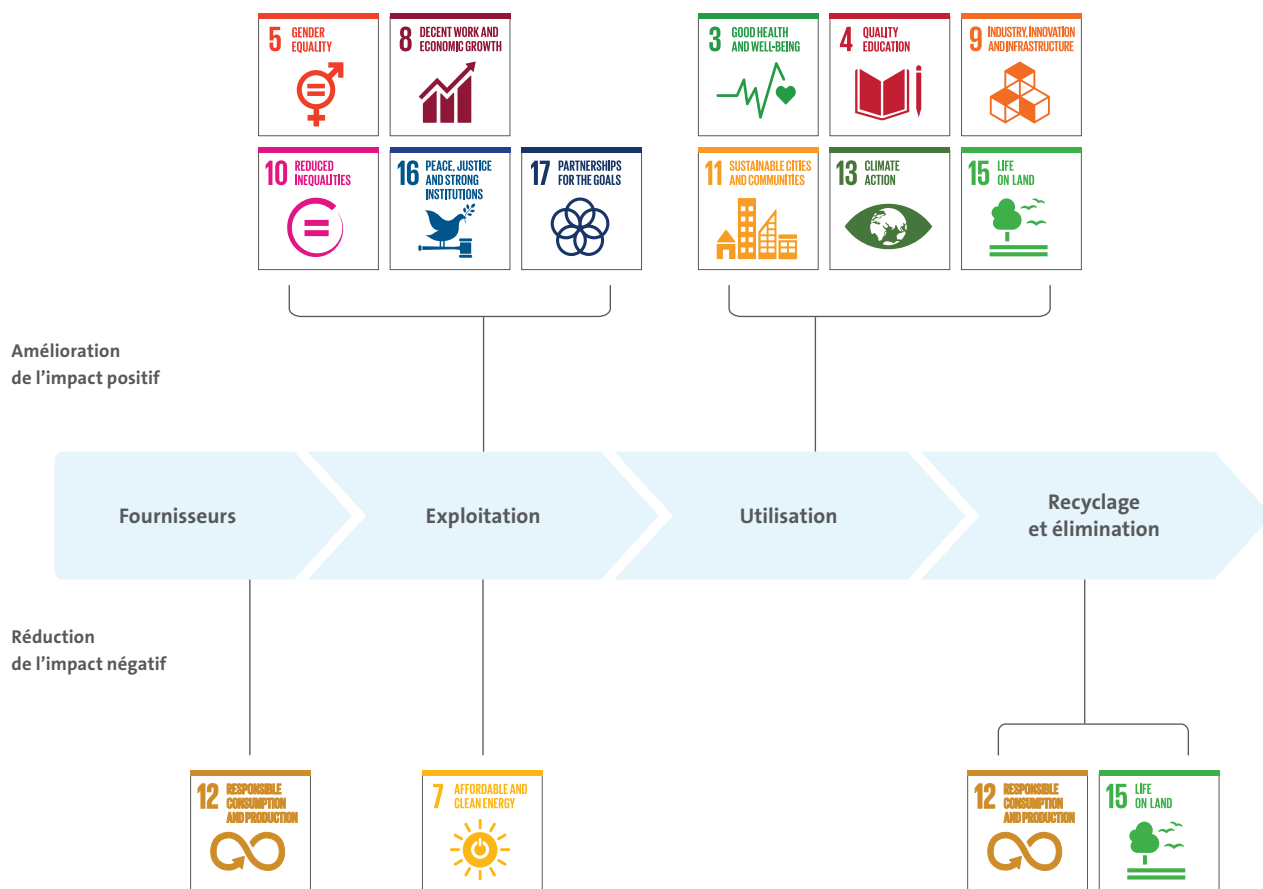 5 GENDER
EQUALITY
8 DECENT WORK AND
ECONOMIC GROWTH
3 GOOD HEALTH
AND WELL-BEING
4 QUALITY
EDUCATION
9 INDUSTRY, INNOVATION
AND INFRASTRUCTURE
10 REDUCED
INEQUALITIES
16 PEACE, JUSTICE
AND STRONG
INSTITUTIONS
17 PARTNERSHIPS
FOR THE GOALS
11 SUSTAINABLE CITIES
AND COMMUNITIES
13 CLIMATE
ACTION
15 LIFE
ON LAND
Amélioration
de l’impact positif
Fournisseurs
Exploitation
Utilisation
Recyclage
et élimination
Réduction
de l’impact négatif
12 RESPONSIBLE
CONSUMPTION
AND PRODUCTION
7 AFFORDABLE AND
CLEAN ENERGY
12 RESPONSIBLE
CONSUMPTION
AND PRODUCTION
15 LIFE
ON LAND